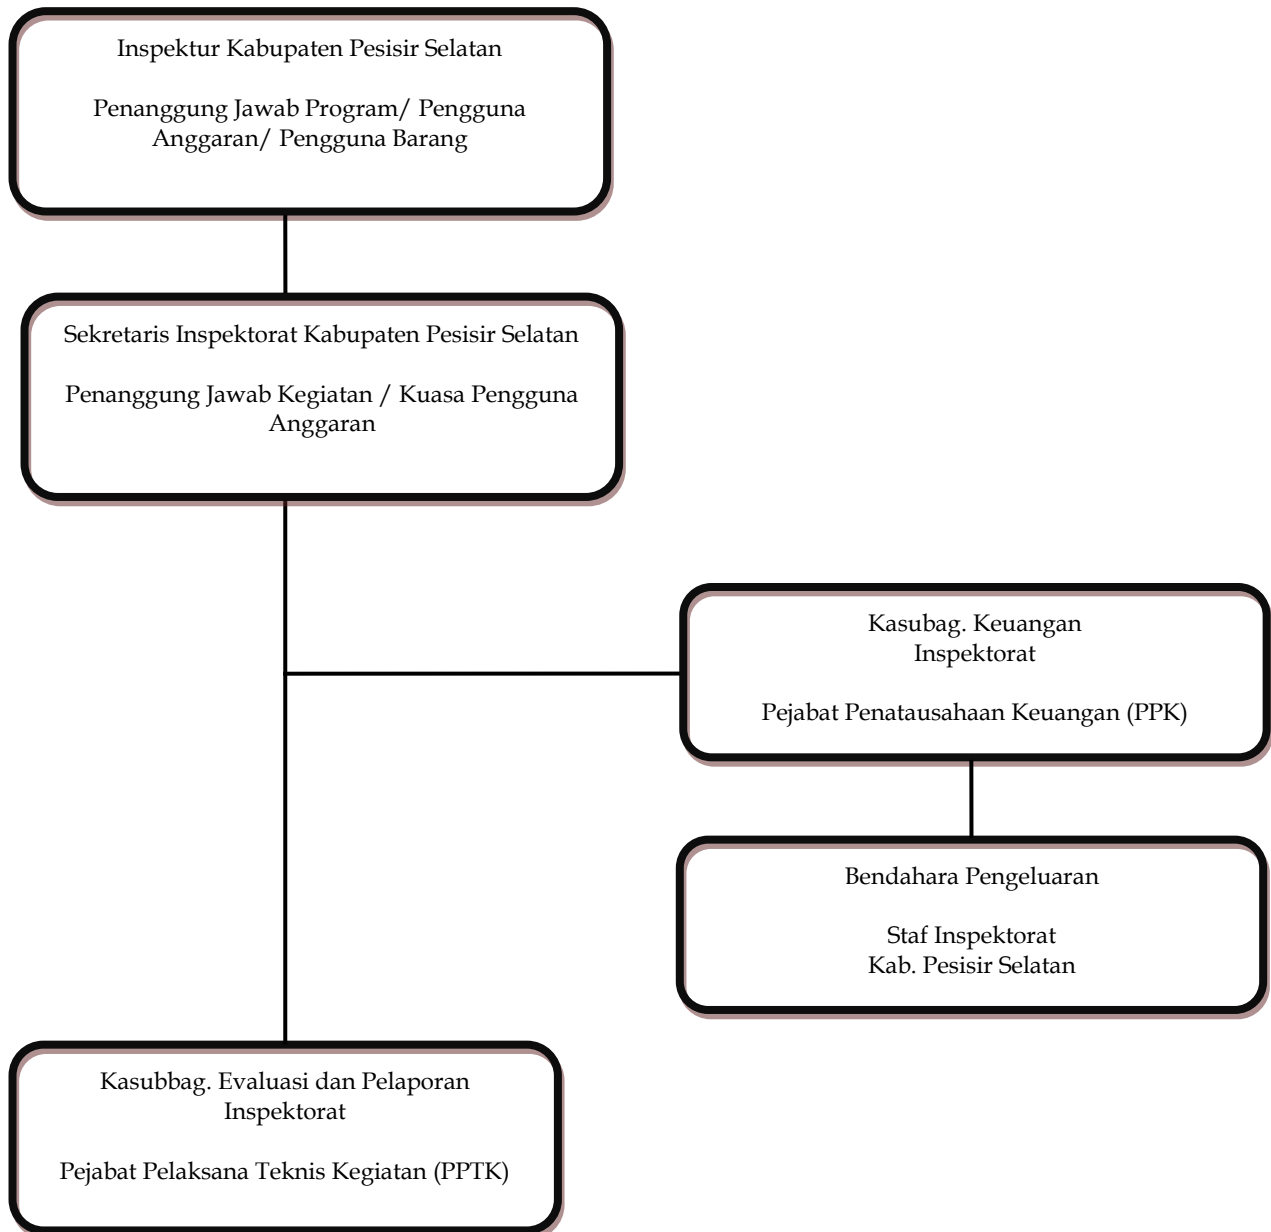 Inspektur Kabupaten Pesisir Selatan
Penanggung Jawab Program/ Pengguna
Anggaran/ Pengguna Barang
Sekretaris Inspektorat Kabupaten Pesisir Selatan
Penanggung Jawab Kegiatan / Kuasa Pengguna
Anggaran
Kasubag. Keuangan
Inspektorat
Pejabat Penatausahaan Keuangan (PPK)
Bendahara Pengeluaran
Staf Inspektorat
Kab. Pesisir Selatan
Kasubbag. Evaluasi dan Pelaporan
Inspektorat
Pejabat Pelaksana Teknis Kegiatan (PPTK)